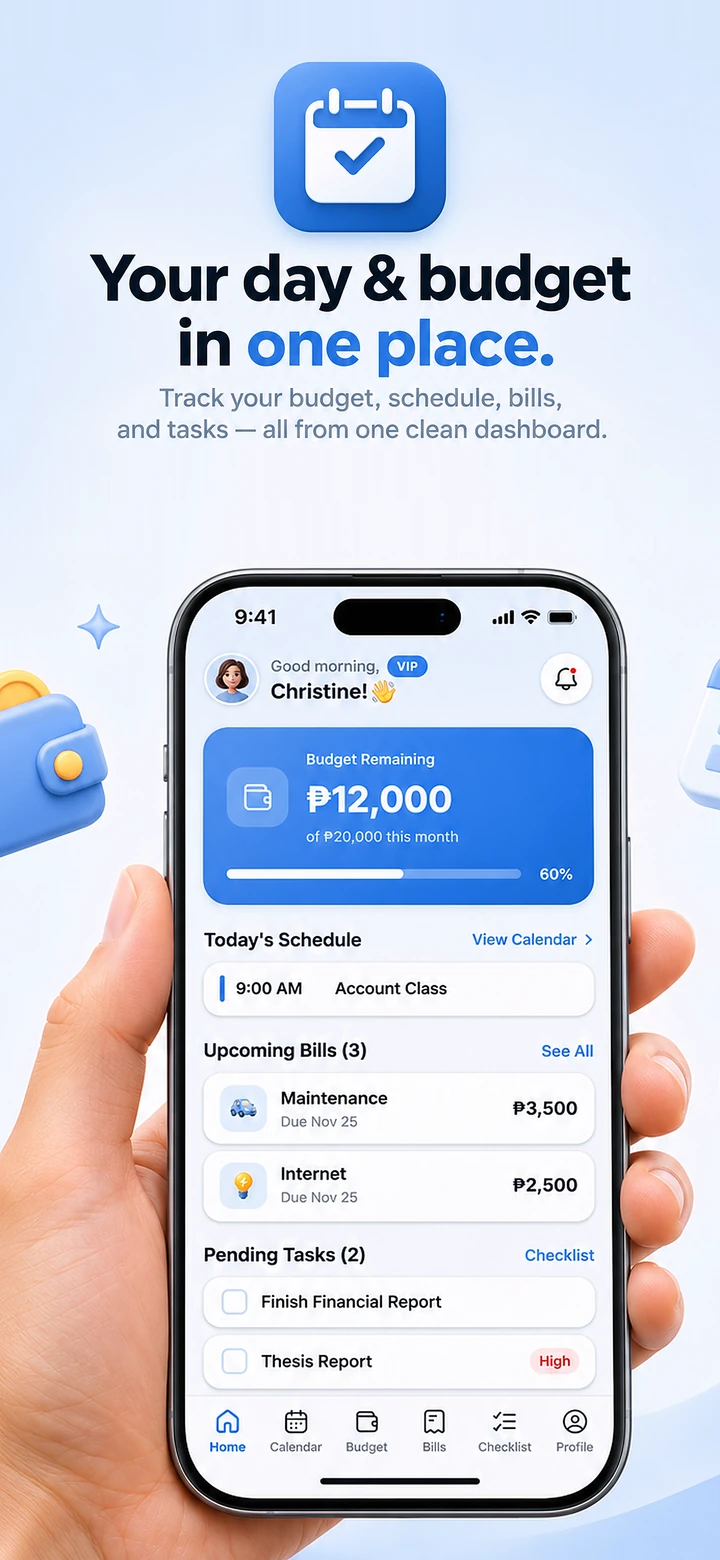 Your day & budget
in one place.
Track your budget, schedule, bills,
and tasks — all from one clean dashboard.
9:41
Good morning, VIP
Christine!👋
Budget Remaining
₱12,000
of ₱20,000 this month
60%
Today's Schedule View Calendar >
9:00 AM Account Class
Upcoming Bills (3) See All
Maintenance
Due Nov 25
₱3,500
Internet
Due Nov 25
₱2,500
Pending Tasks (2) Checklist
Finish Financial Report
Thesis Report High
Home Calendar Budget Bills Checklist Profile